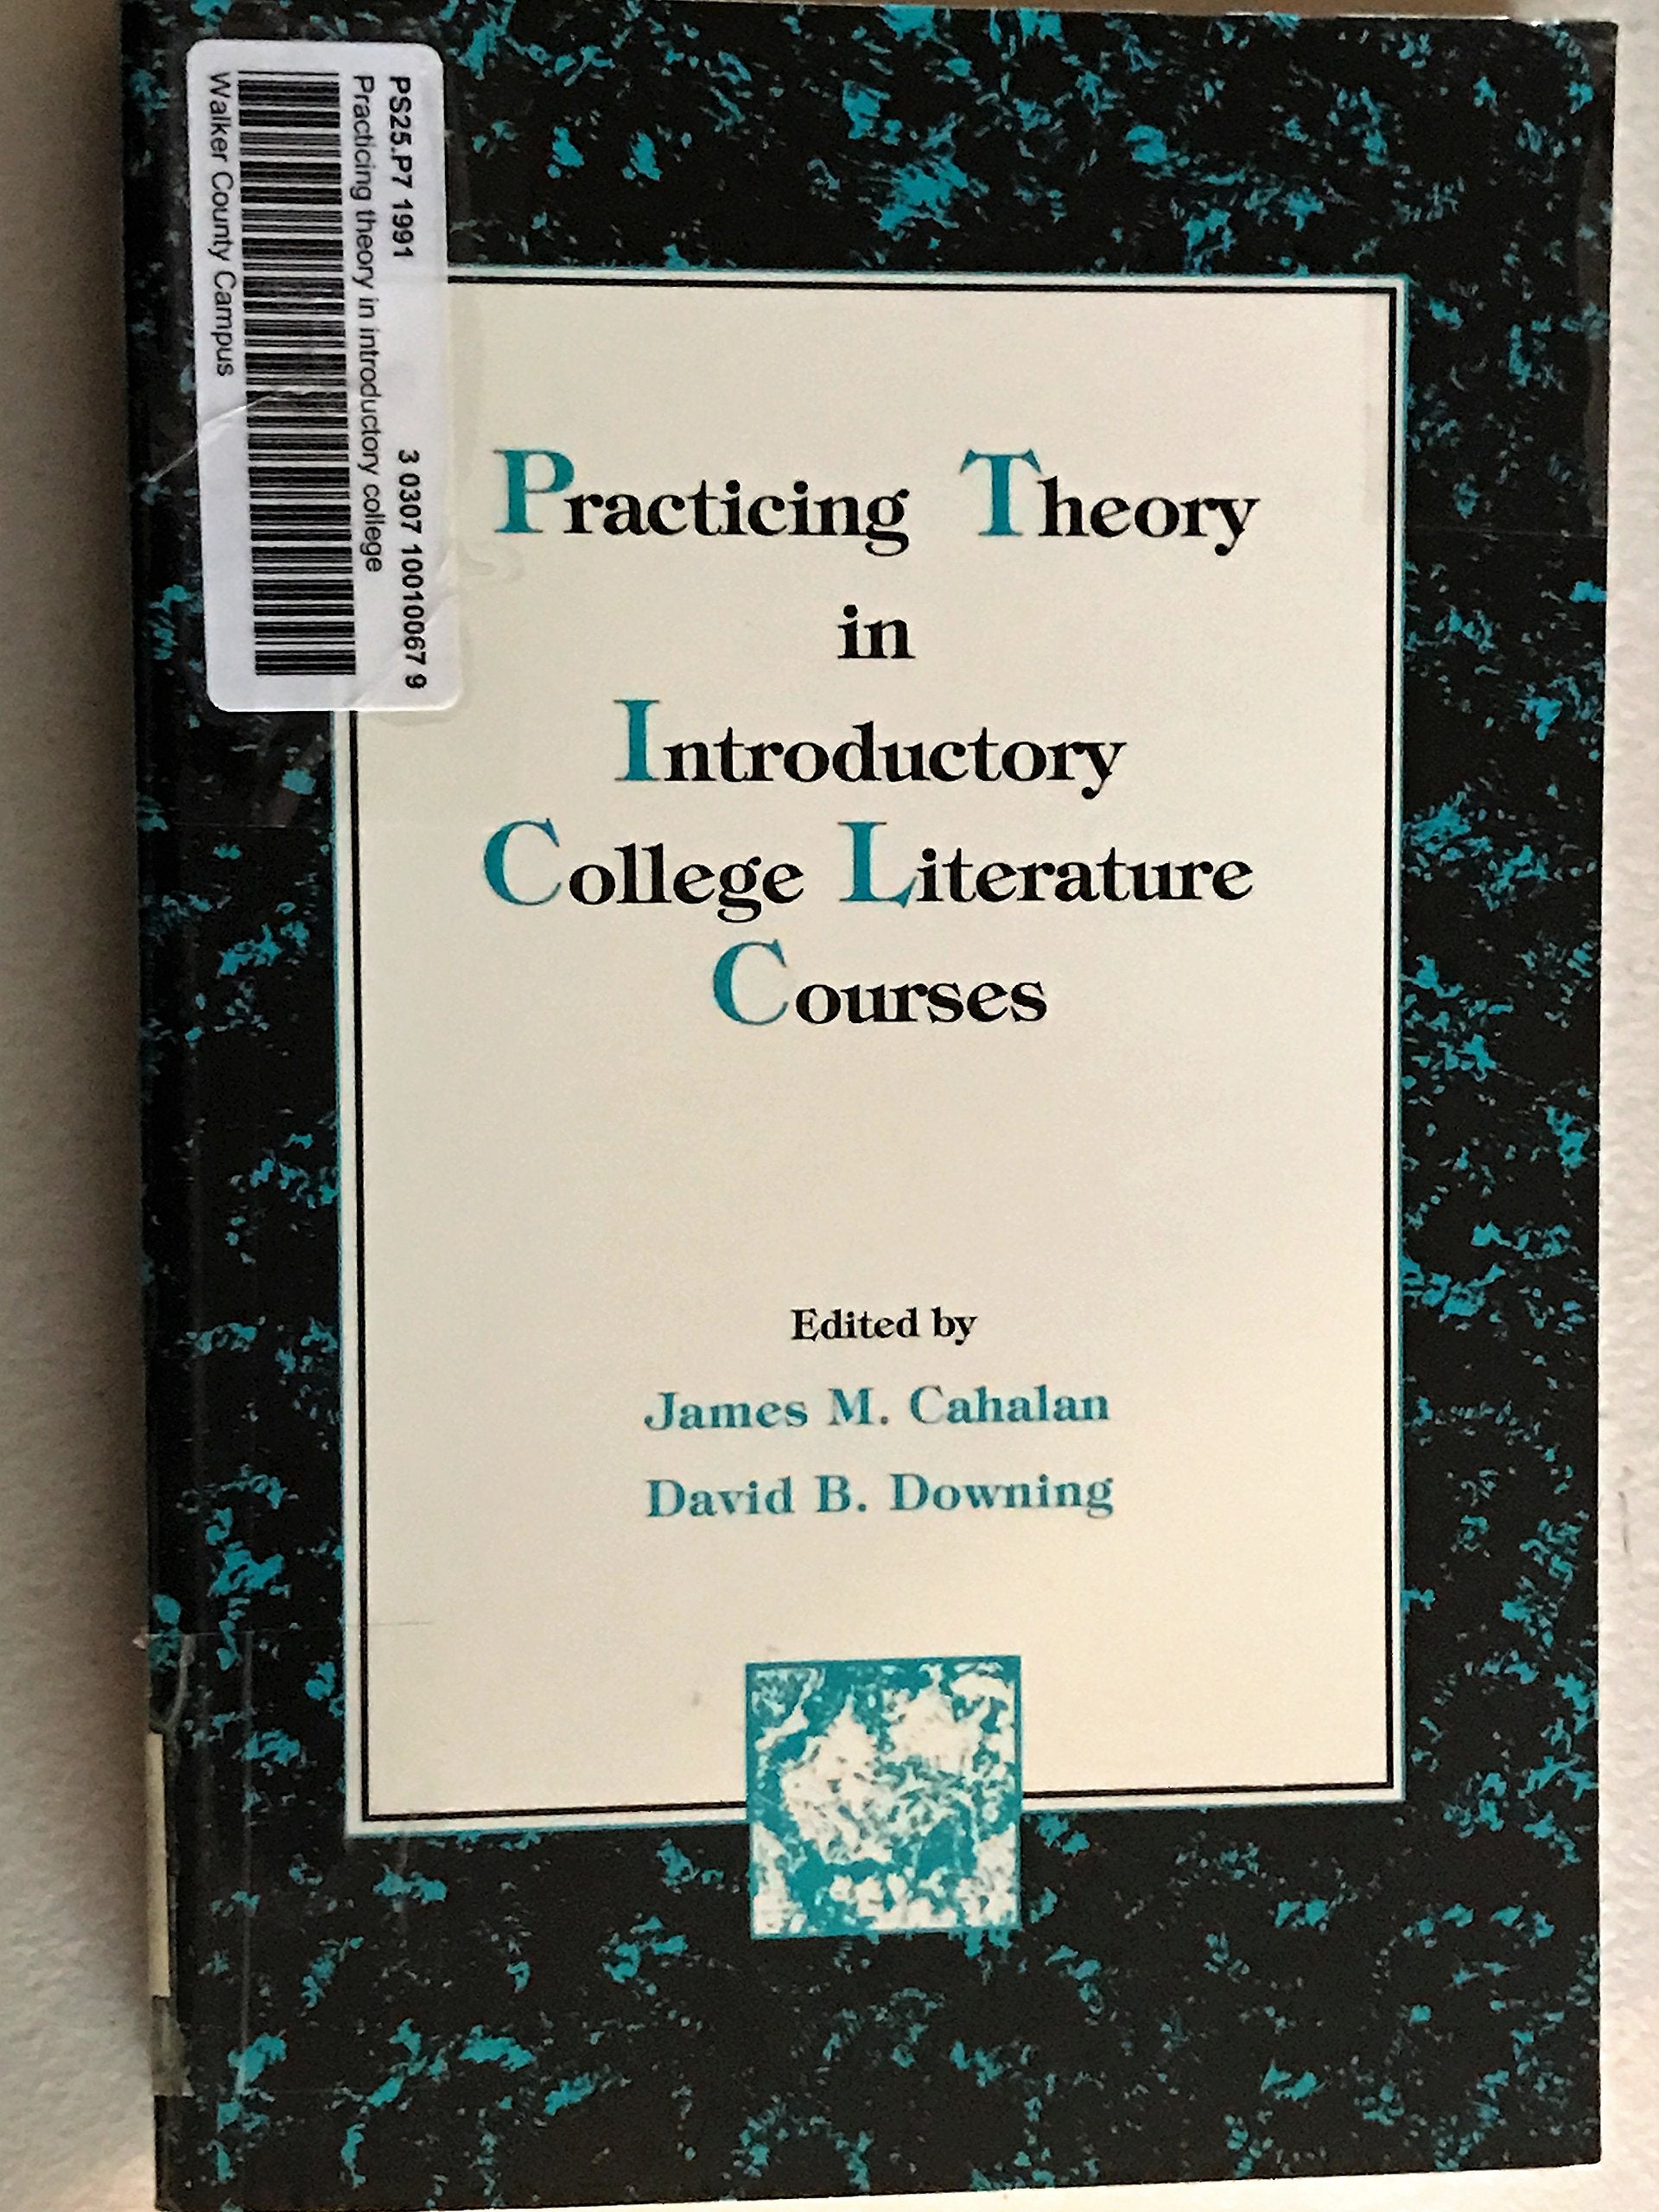 PS25.P7 1991 3 0307 10010067 9
Practicing theory in introductory college
Walker County Campus
Practicing Theory
in
Introductory
College Literature
Courses
Edited by
James M. Cahalan
David B. Downing